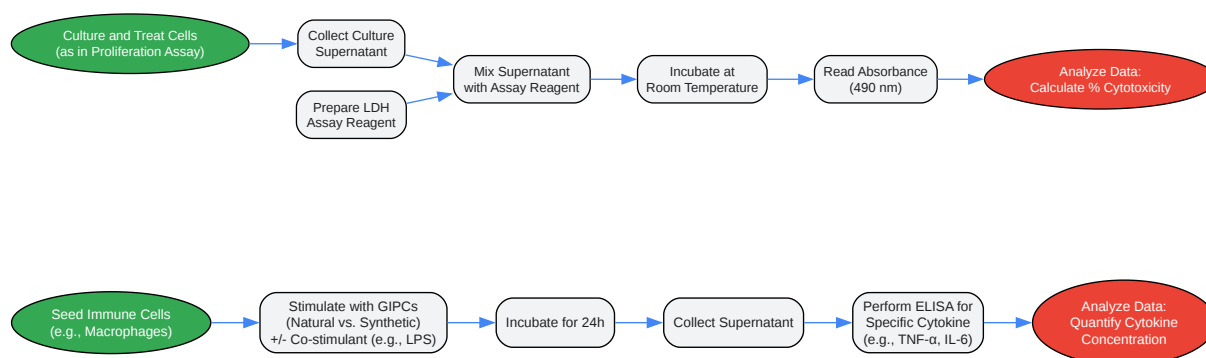 Culture and Treat Cells
(as in Proliferation Assay)
Collect Culture
Supernatant
Prepare LDH
Assay Reagent
Mix Supernatant
with Assay Reagent
Incubate at
Room Temperature
Read Absorbance
(490 nm)
Analyze Data:
Calculate % Cytotoxicity
Seed Immune Cells
(e.g., Macrophages)
Stimulate with GIPCs
(Natural vs. Synthetic)
+/- Co-stimulant (e.g., LPS)
Incubate for 24h
Collect Supernatant
Perform ELISA for
Specific Cytokine
(e.g., TNF-α, IL-6)
Analyze Data:
Quantify Cytokine
Concentration